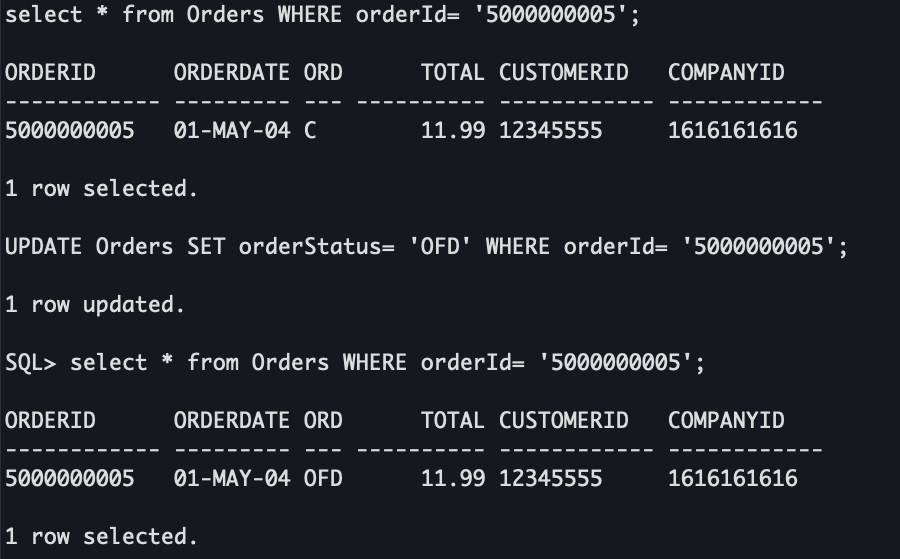 select * from Orders WHERE orderId= '5000000005';
ORDERID      ORDERDATE ORD      TOTAL CUSTOMERID   COMPANYID
------------ --------- --- ---------- ------------ ------------
5000000005   01-MAY-04 C        11.99 12345555     1616161616
1 row selected.
UPDATE Orders SET orderStatus= 'OFD' WHERE orderId= '5000000005';
1 row updated.
SQL> select * from Orders WHERE orderId= '5000000005';
ORDERID      ORDERDATE ORD      TOTAL CUSTOMERID   COMPANYID
------------ --------- --- ---------- ------------ ------------
5000000005   01-MAY-04 OFD      11.99 12345555     1616161616
1 row selected.